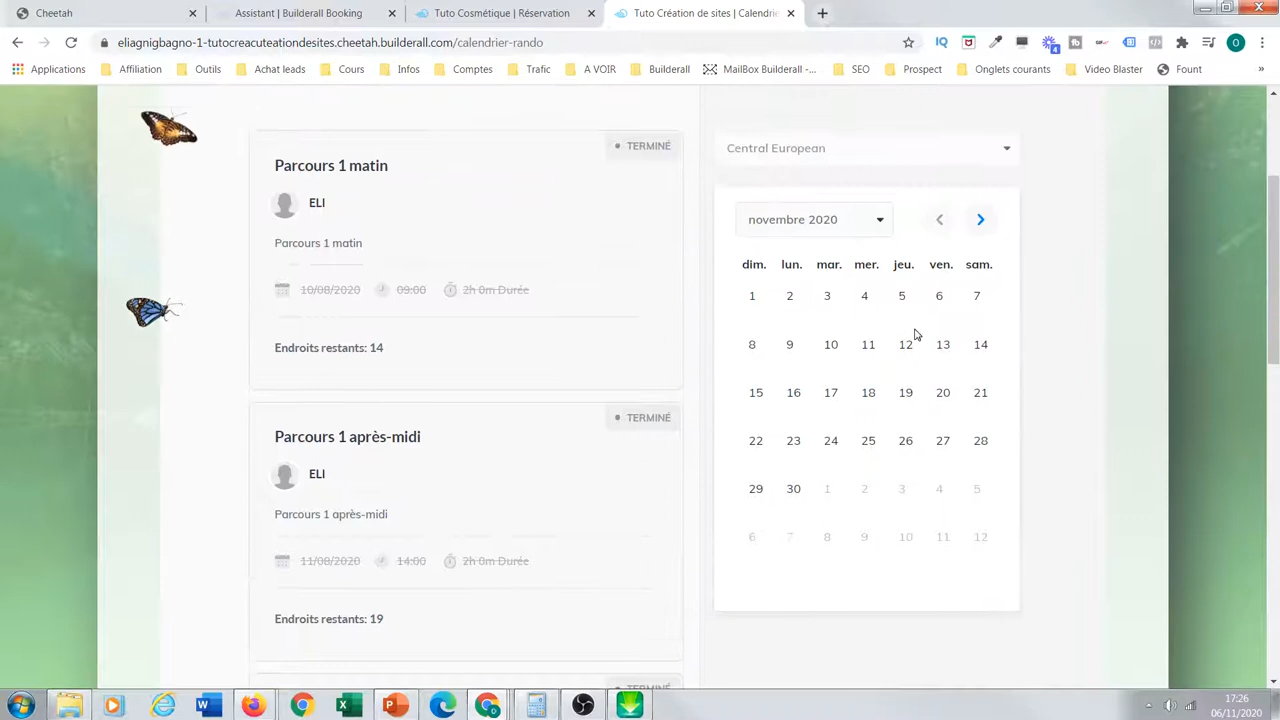 Cheetah
Assistant | Builderall Booking
Tuto Cosmétique | Rés
Tuto Création de sites | Calendrie
eliagnigbagno-1-tutocreacutationdesites.cheetah.builderall.com/calendrierrando
Applications
Affiliation
Outils
Achat leads
Cours
Infos
Comptes
Trafic
A VOIR
Builderall
MailBox Builderall -...
SEO
Prospect
Onglets courants
Video Blaster
Fount
»
TERMINÉ
Parcours 1 matin
ELI
Parcours 1 matin
10/08/2020 09:00 2h 0m Durée
Endroits restants: 14
TERMINÉ
Parcours 1 après-midi
ELI
Parcours 1 après-midi
11/08/2020 14:00 2h 0m Durée
Endroits restants: 19
Central European
novembre 2020
dim. lun. mar. mer. jeu. ven. sam.
1 2 3 4 5 6 7
8 9 10 11 12 13 14
15 16 17 18 19 20 21
22 23 24 25 26 27 28
29 30 1 2 3 4 5
6 7 8 9 10 11 12
17:26
06/11/2020